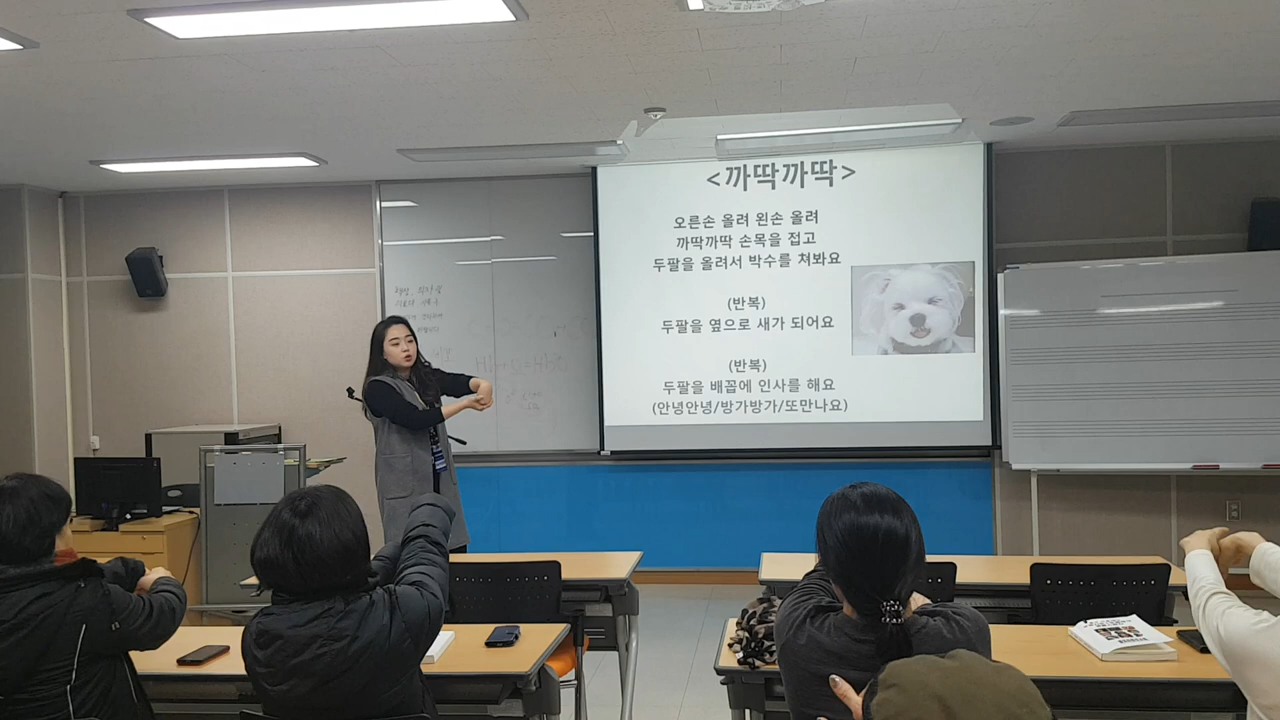 <까딱까딱>
오른손 올려 왼손 올려
까딱까딱 손목을 접고
두팔을 올려서 박수를 쳐봐요
(반복)
두팔을 옆으로 새가 되어요
(반복)
두팔을 배꼽에 인사를 해요
(안녕안녕/방가방가/또만나요)